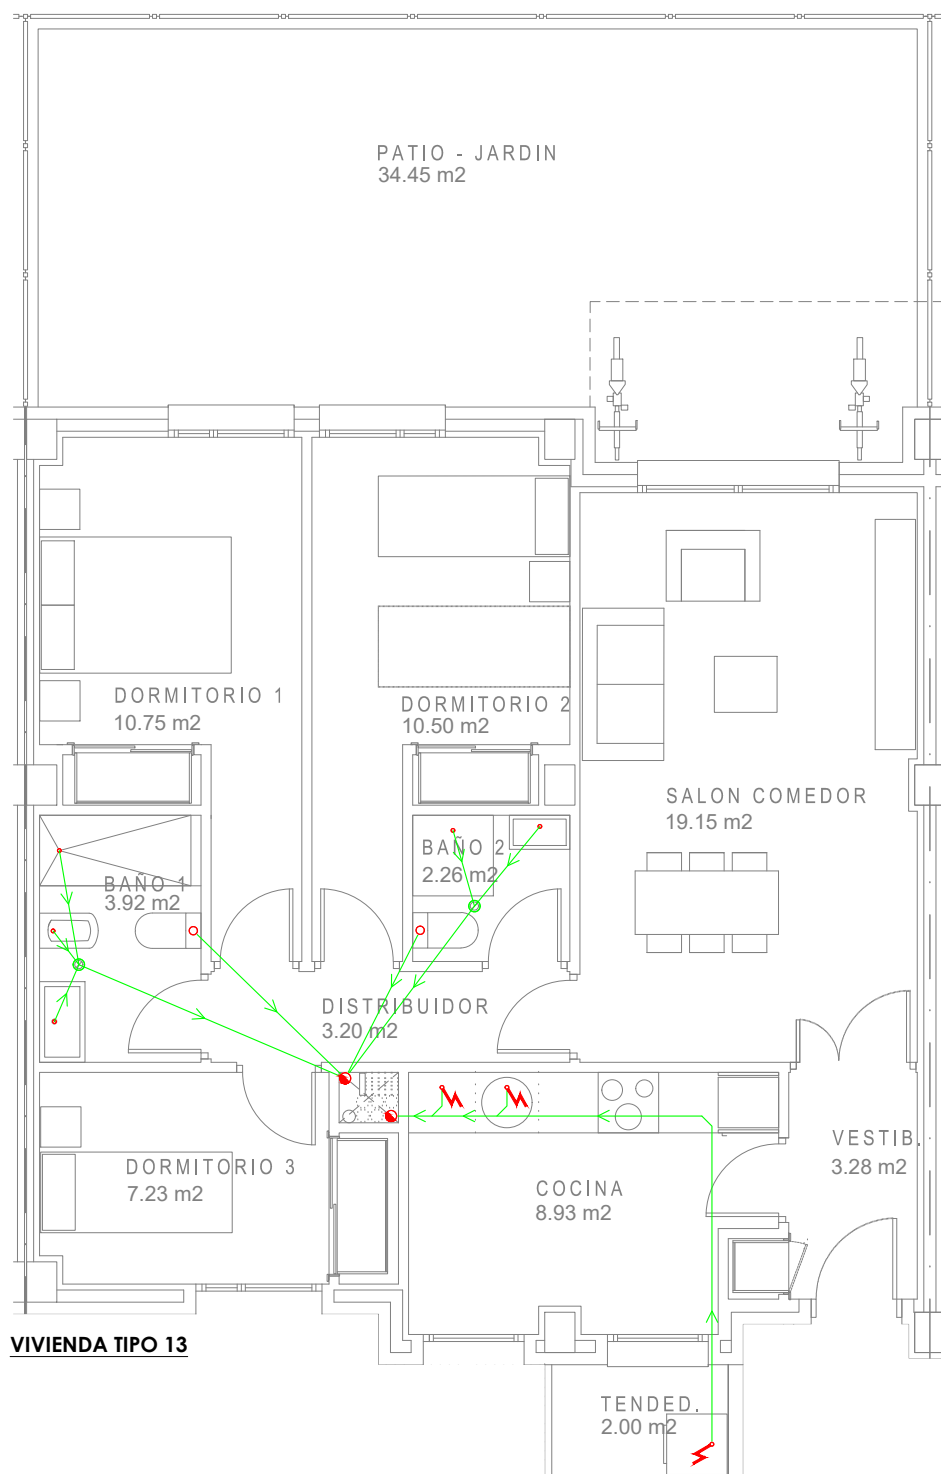 PATIO - JARDIN
34.45 m2
DORMITORIO 1
10.75 m2
DORMITORIO 2
10.50 m2
SALON COMEDOR
19.15 m2
BAÑO 1
3.92 m2
BAÑO 2
2.26 m2
DISTRIBUIDOR
3.20 m2
DORMITORIO 3
7.23 m2
COCINA
8.93 m2
VESTIB.
3.28 m2
VIVIENDA TIPO 13
TENDED.
2.00 m2